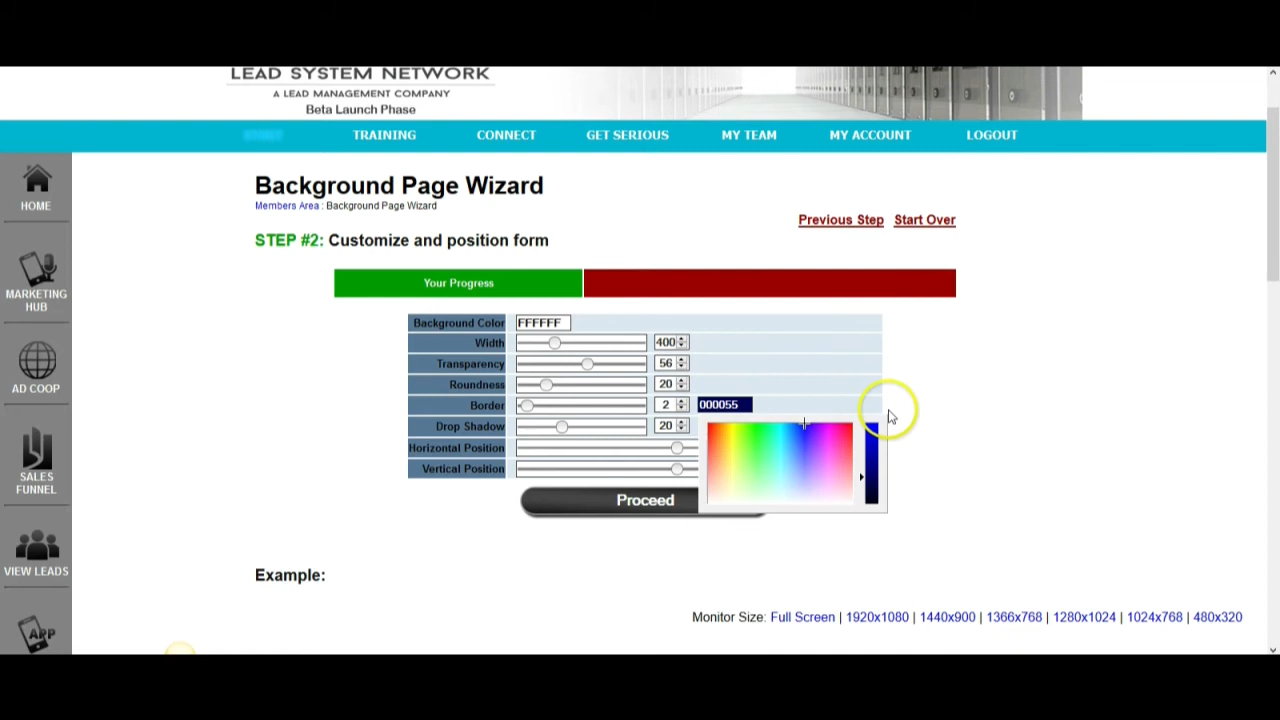 LEAD SYSTEM NETWORK
A LEAD MANAGEMENT COMPANY
Beta Launch Phase
TRAINING CONNECT GET SERIOUS MY TEAM MY ACCOUNT LOGOUT
HOME
MARKETING HUB
AD COOP
SALES FUNNEL
VIEW LEADS
APP
Background Page Wizard
Members Area : Background Page Wizard
Previous Step Start Over
STEP #2: Customize and position form
Your Progress
Background Color FFFFFF
Width 400
Transparency 56
Roundness 20
Border 2 000055
Drop Shadow 20
Horizontal Position
Vertical Position
Proceed
Example:
Monitor Size: Full Screen | 1920x1080 | 1440x900 | 1366x768 | 1280x1024 | 1024x768 | 480x320